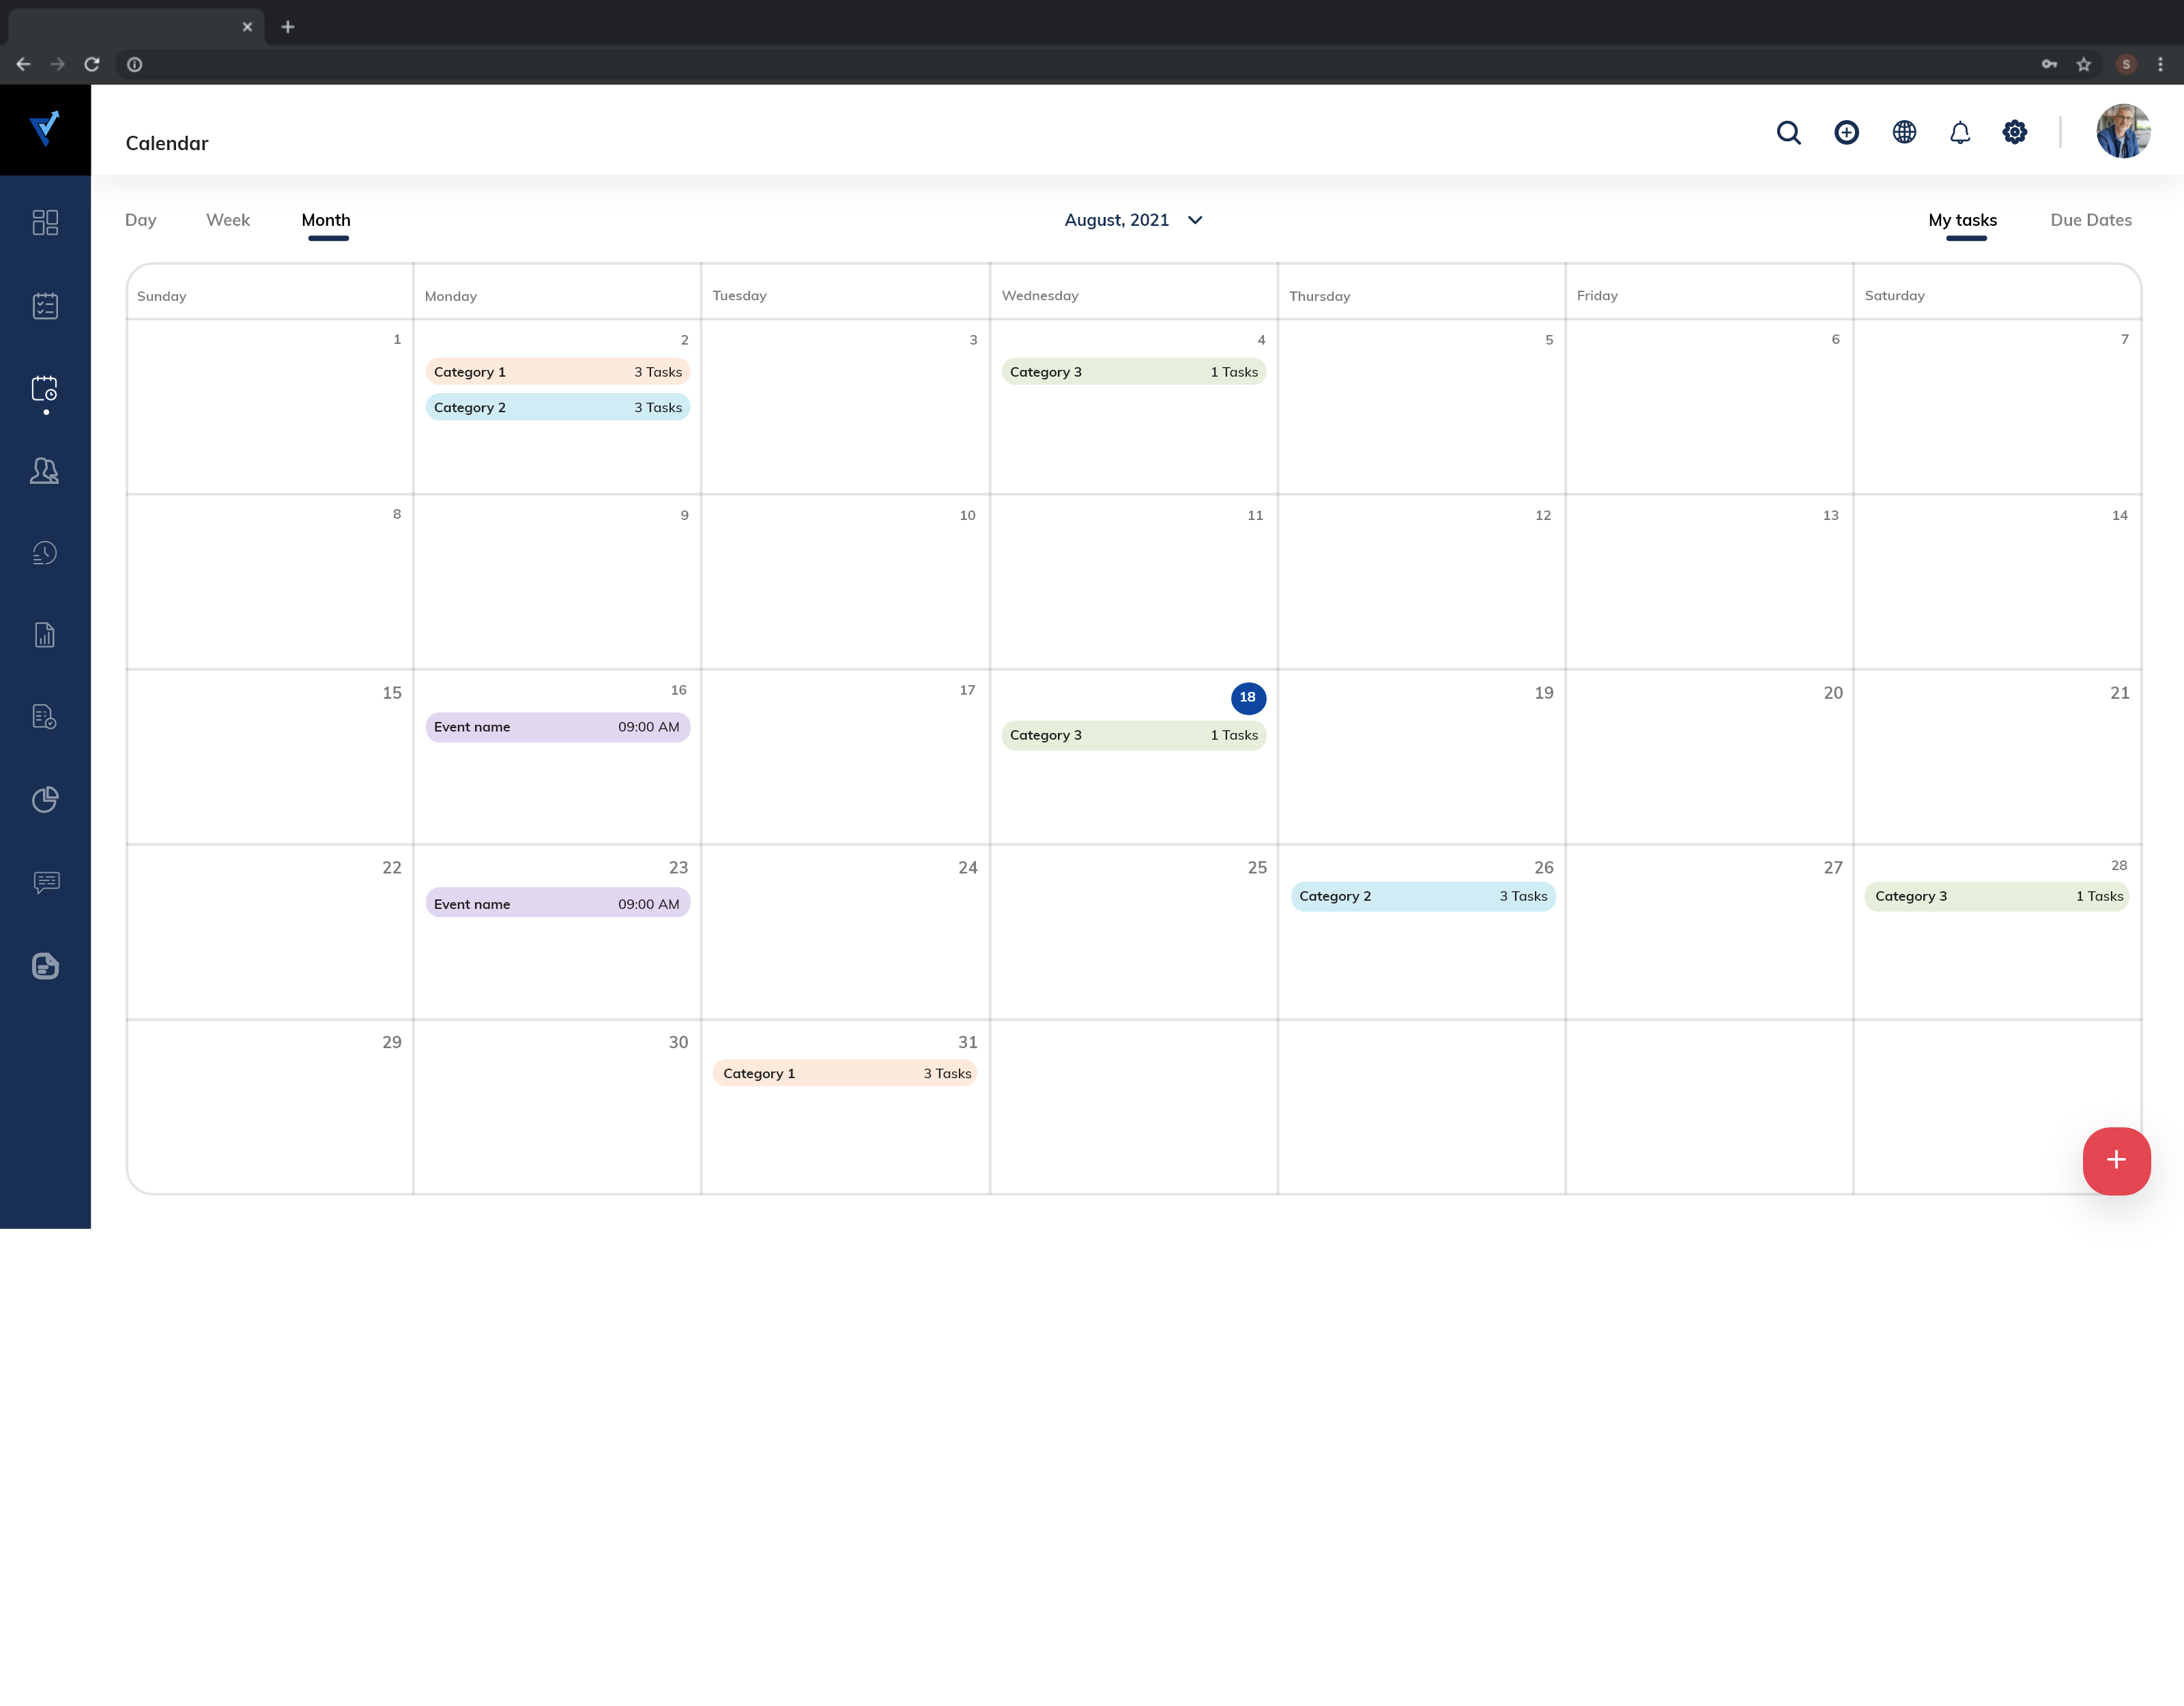 S
Calendar
Day Week Month August, 2021 My tasks Due Dates
Sunday Monday Tuesday Wednesday Thursday Friday Saturday
1 2 3 4 5 6 7
Category 1 3 Tasks Category 3 1 Tasks
Category 2 3 Tasks
8 9 10 11 12 13 14
15 16 17 18 19 20 21
Event name 09:00 AM Category 3 1 Tasks
22 23 24 25 26 27 28
Event name 09:00 AM Category 2 3 Tasks Category 3 1 Tasks
29 30 31
Category 1 3 Tasks